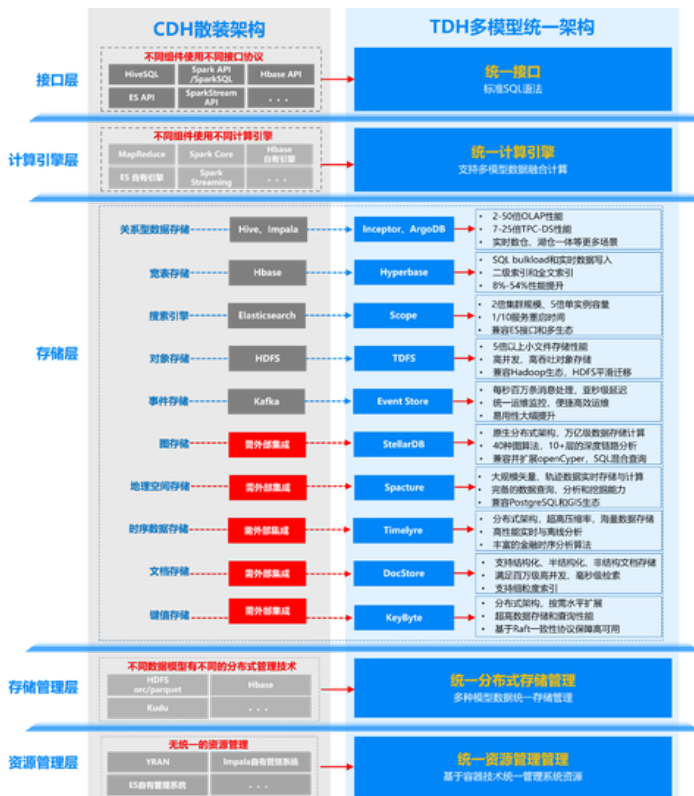 CDH散装架构
TDH多模型统一架构
接口层
不同组件使用不同接口协议
HiveSQL
Spark API
/SparkSQL
Hbase API
ES API
SparkStream
API
...
统一接口
标准SQL语法
计算引擎层
不同组件使用不同计算引擎
MapReduce
Spark Core
Hbase
自有引擎
ES 自有引擎
Spark
Streaming
...
统一计算引擎
支持多模型数据融合计算
存储层
关系型数据存储
Hive、Impala
Inceptor、ArgoDB
• 2-50倍OLAP性能
• 7-25倍TPC-DS性能
• 实时数仓、湖仓一体等更多场景
宽表存储
Hbase
Hyperbase
• SQL bulkload和实时数据写入
• 二级索引和全文索引
• 8%-54%性能提升
搜索引擎
Elasticsearch
Scope
• 2倍集群规模、5倍单实例容量
• 1/10服务重启时间
• 兼容ES接口和多生态
对象存储
HDFS
TDFS
• 5倍以上小文件存储性能
• 高并发、高吞吐对象存储
• 兼容Hadoop生态，HDFS平滑迁移
事件存储
Kafka
Event Store
• 每秒百万条消息处理，亚秒级延迟
• 统一运维监控，便捷高效运维
• 易用性大幅提升
图存储
需外部集成
StellarDB
• 原生分布式架构，万亿级数据存储计算
• 40种图算法，10+层的深度链路分析
• 兼容并扩展openCyper，SQL混合查询
地理空间存储
需外部集成
Spacture
• 大规模矢量、轨迹数据实时存储与计算
• 完备的数据查询、分析和挖掘能力
• 兼容PostgreSQL和GIS生态
时序数据存储
需外部集成
Timelyre
• 分布式架构，超高压缩率，海量数据存储
• 高性能实时与离线分析
• 丰富的金融时序分析算法
文档存储
需外部集成
DocStore
• 支持结构化、半结构化、非结构文档存储
• 满足百万级高并发、毫秒级检索
• 支持细粒度索引
键值存储
需外部集成
KeyByte
• 分布式架构，按需水平扩展
• 超高数据存储和查询性能
• 基于Raft一致性协议保障高可用
存储管理层
不同数据模型有不同的分布式管理技术
HDFS
orc/parquet
Hbase
Kudu
...
统一分布式存储管理
多种模型数据统一存储管理
资源管理层
无统一的资源管理
YRAN
Impala自有管理系统
ES自有管理系统
...
统一资源管理管理
基于容器技术统一管理系统资源